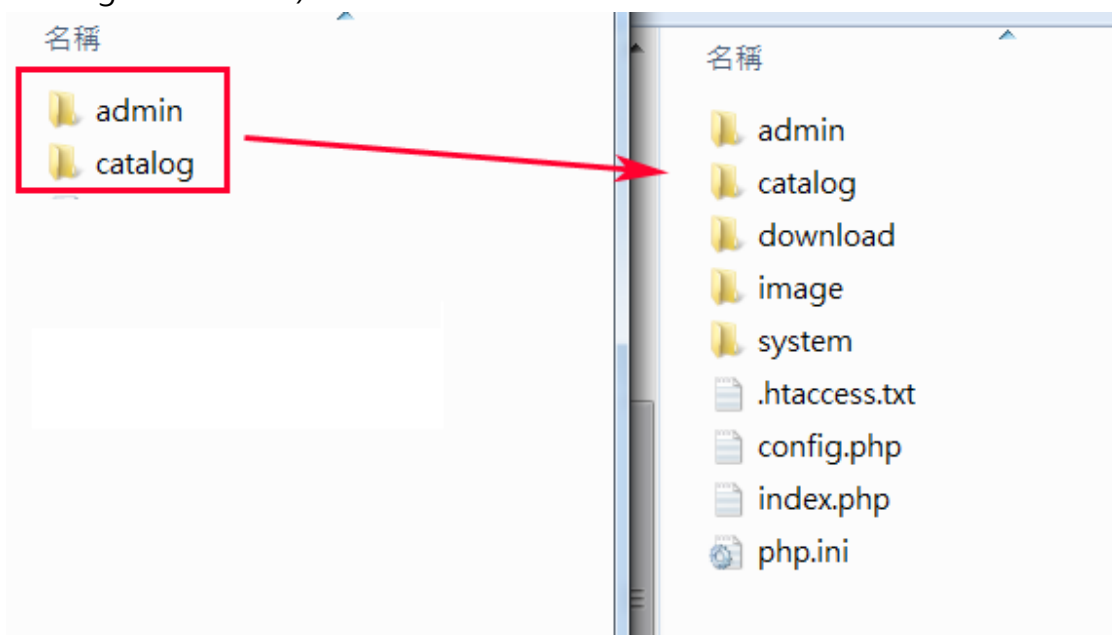 名稱
admin
catalog
名稱
admin
catalog
download
image
system
.htaccess.txt
config.php
index.php
php.ini